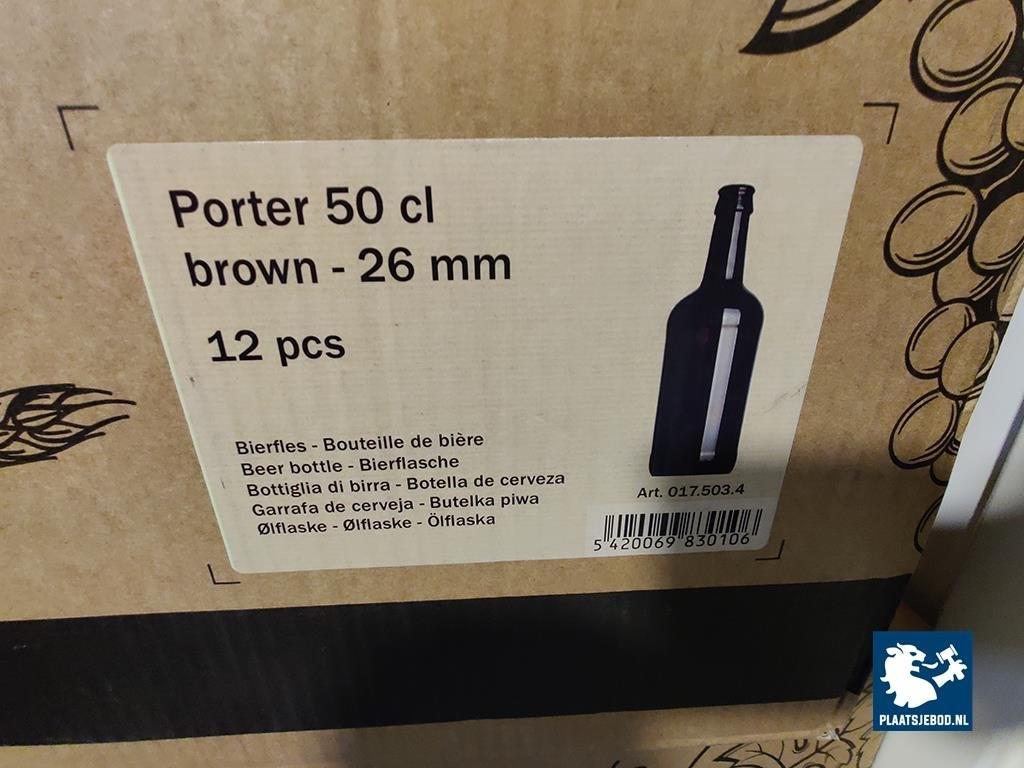 Porter 50 cl
brown - 26 mm
12 pcs
Bierfles - Bouteille de bière
Beer bottle - Bierflasche
Bottiglia di birra - Botella de cerveza
Garrafa de cerveja - Butelka piwa
Ølflaske - Ølflaske - Ölflaska
Art. 017.503.4
5 420069 830106
PLAATSJEBOD.NL